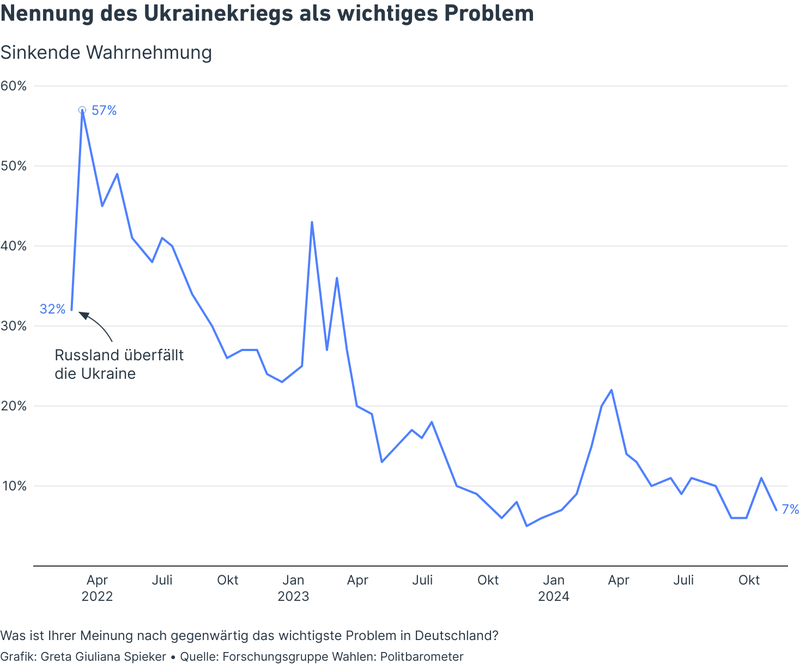 Nennung des Ukrainekriegs als wichtiges Problem
Sinkende Wahrnehmung
60%
57%
50%
40%
32%
30%
Russland überfällt
die Ukraine
20%
10%
7%
Apr Juli Okt Jan Apr Juli Okt Jan Apr Juli Okt
2022 2023 2024
Was ist Ihrer Meinung nach gegenwärtig das wichtigste Problem in Deutschland?
Grafik: Greta Giuliana Spieker • Quelle: Forschungsgruppe Wahlen: Politbarometer